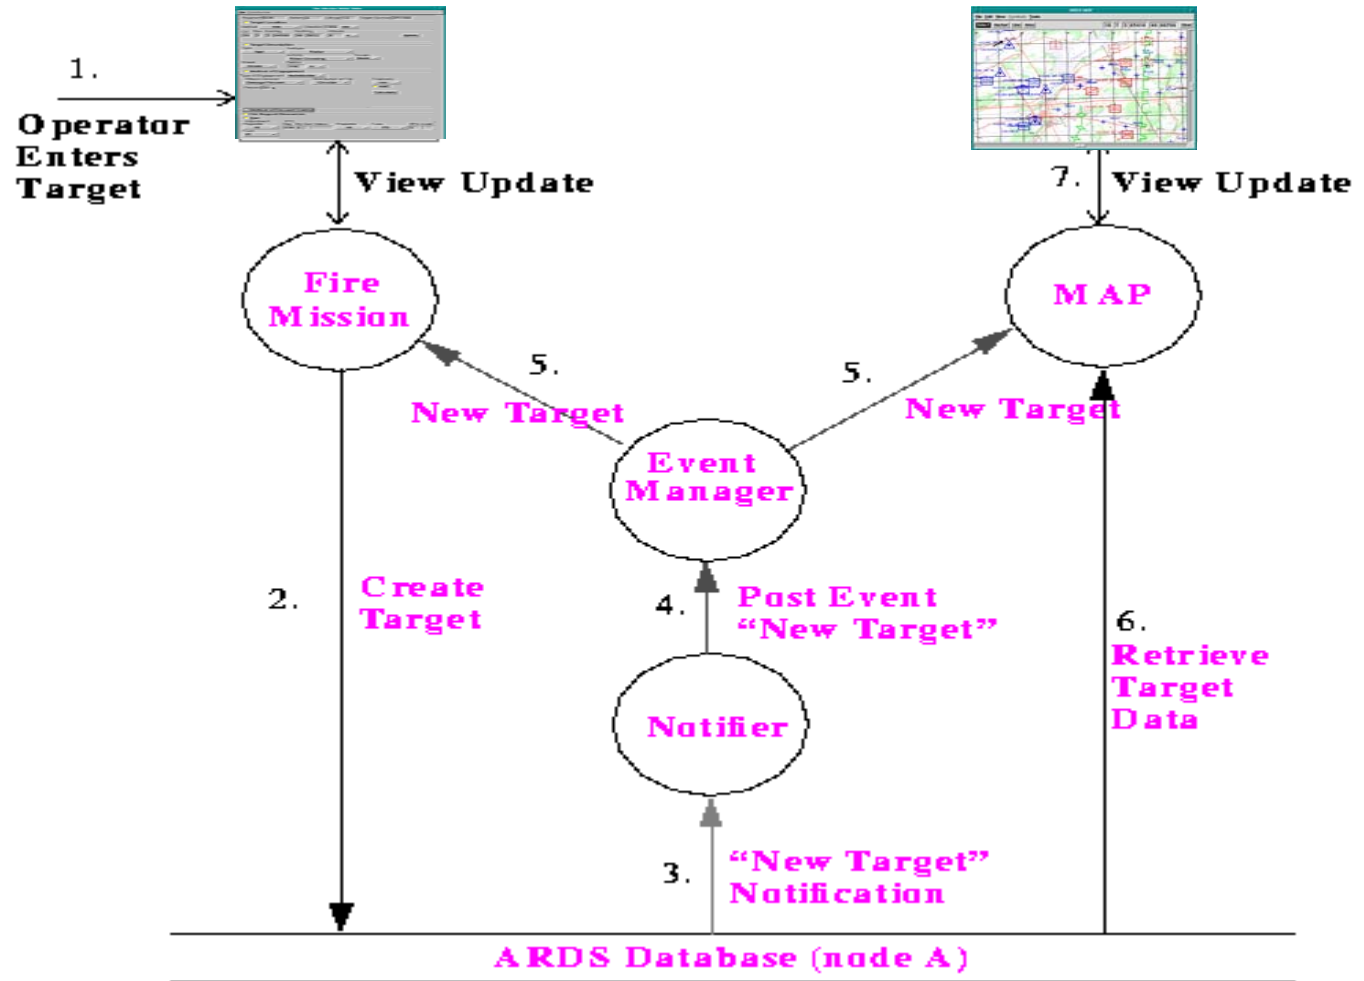 1.
Operator
Enters
Target
View Update
7.
View Update
Fire
Mission
MAP
5.
New Target
5.
New Target
Event
Manager
2.
Create
Target
4.
Post Event
“New Target”
6.
Retrieve
Target
Data
Notifier
3.
“New Target”
Notification
ARDS Database (node A)